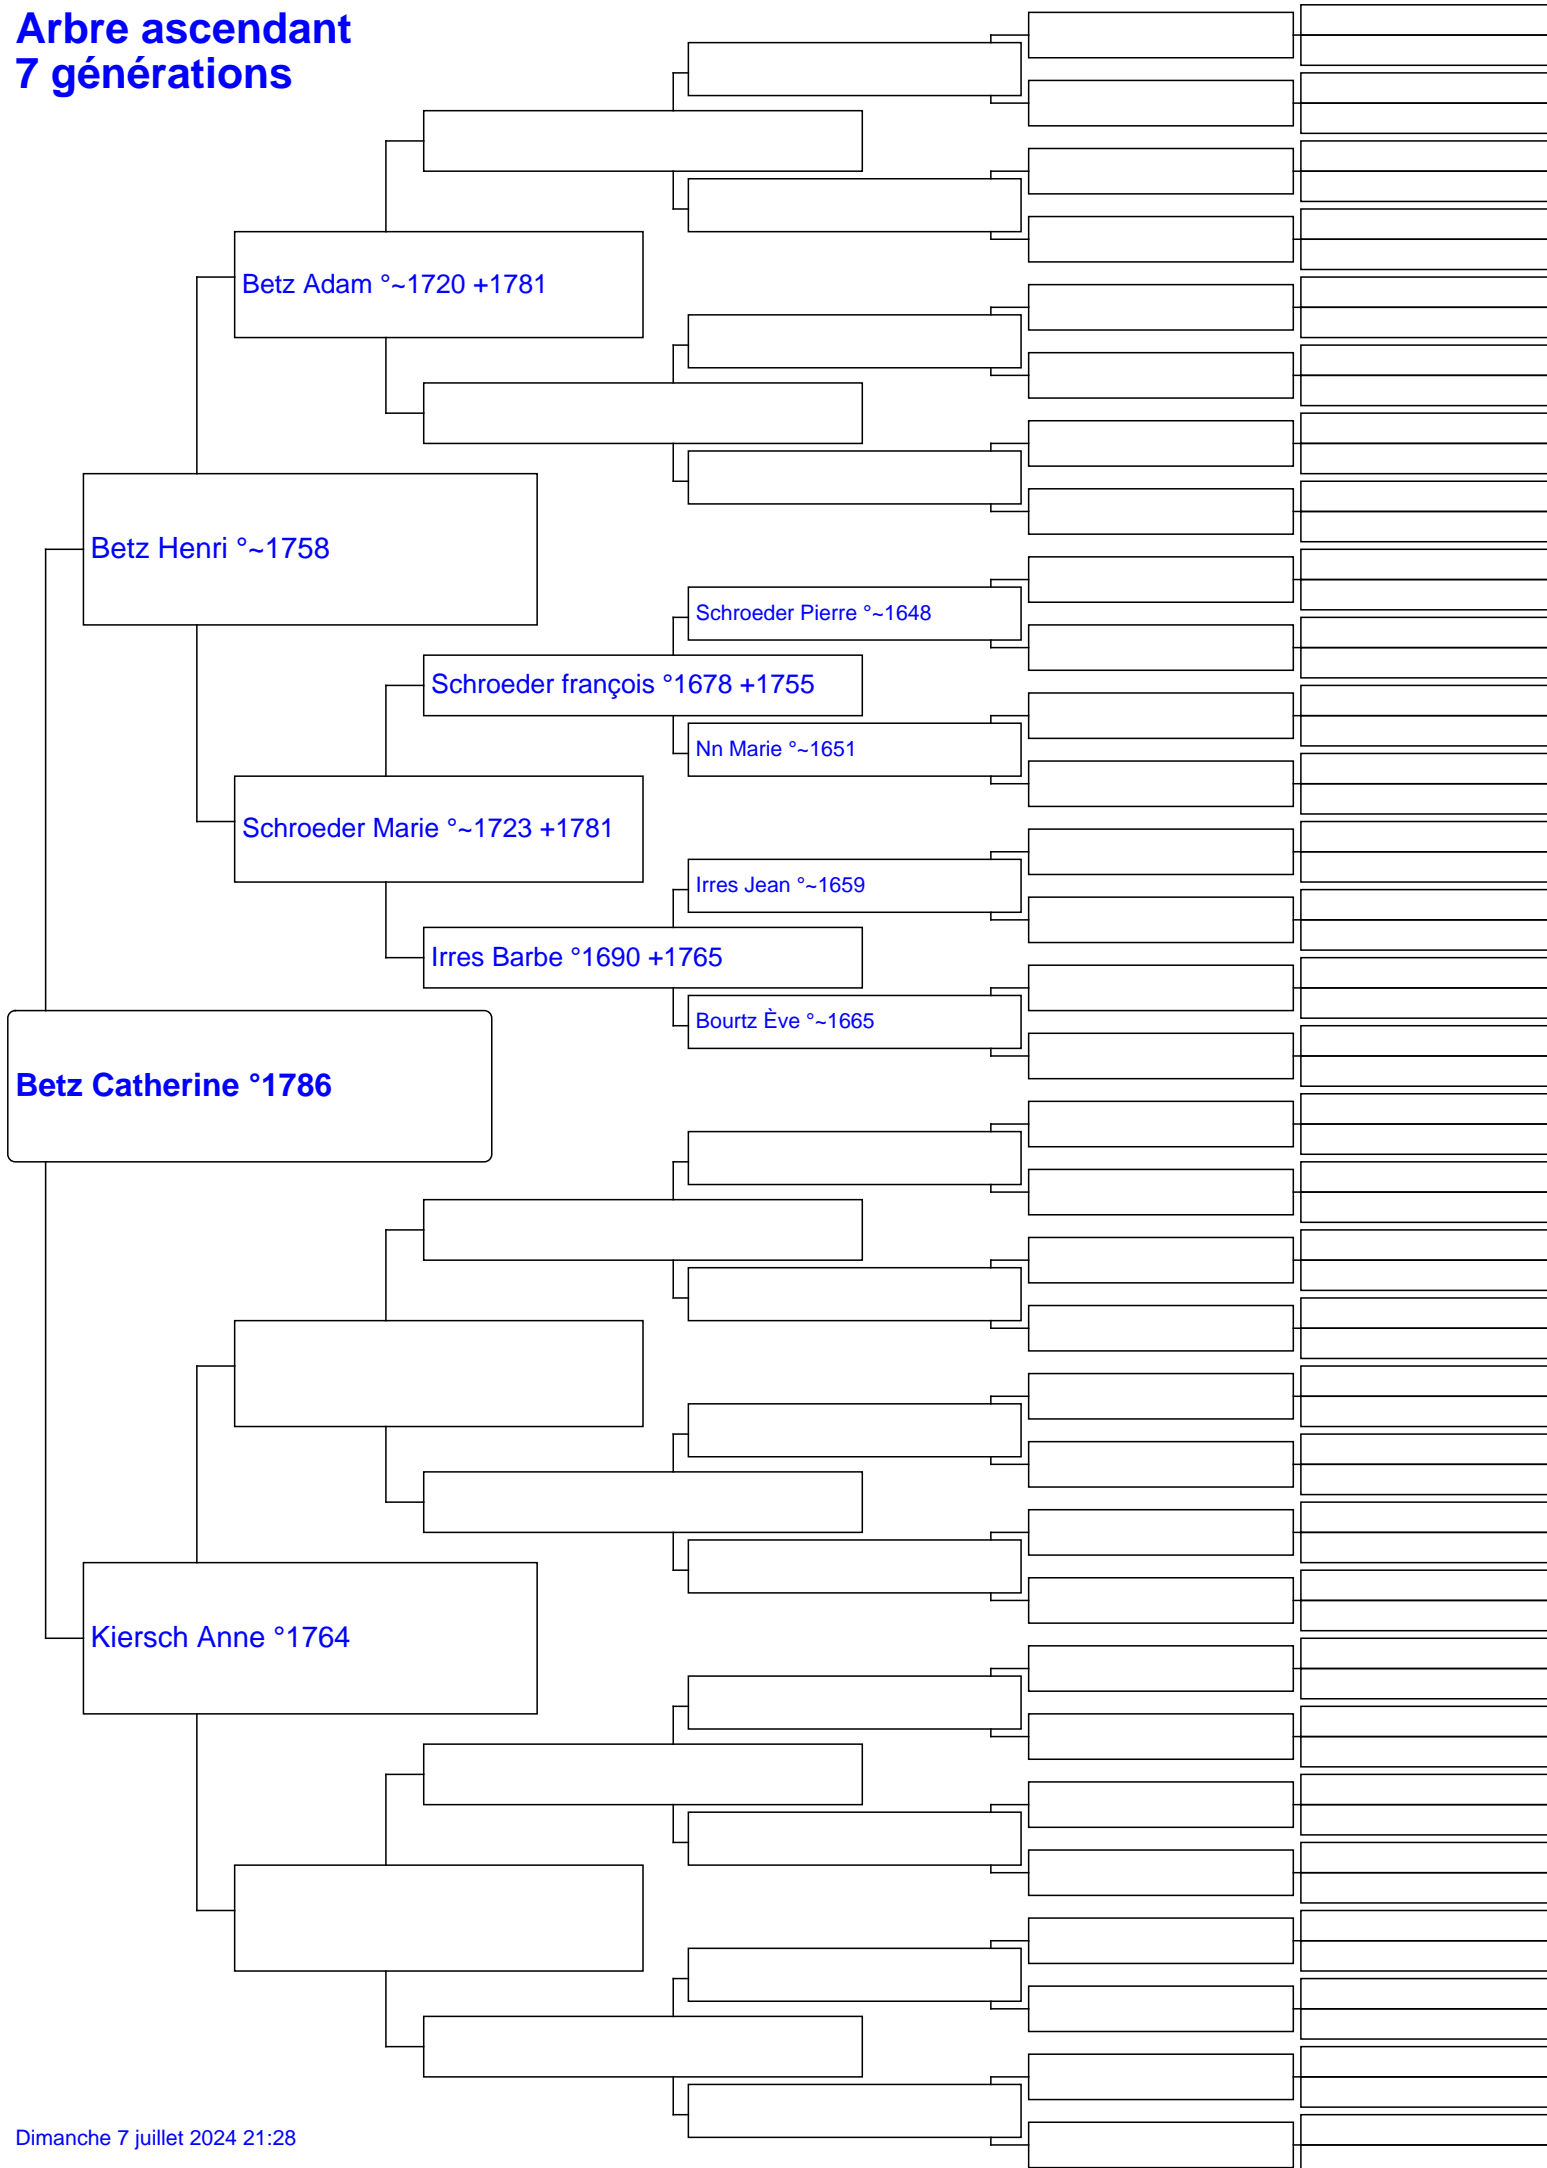 Arbre ascendant
7 générations
Betz Adam °~1720 +1781
Betz Henri °~1758
Schroeder Pierre °~1648
Schroeder françois °1678 +1755
Nn Marie °~1651
Schroeder Marie °~1723 +1781
Irres Jean °~1659
Irres Barbe °1690 +1765
Bourtz Ève °~1665
Betz Catherine °1786
Kiersch Anne °1764
Dimanche 7 juillet 2024 21:28